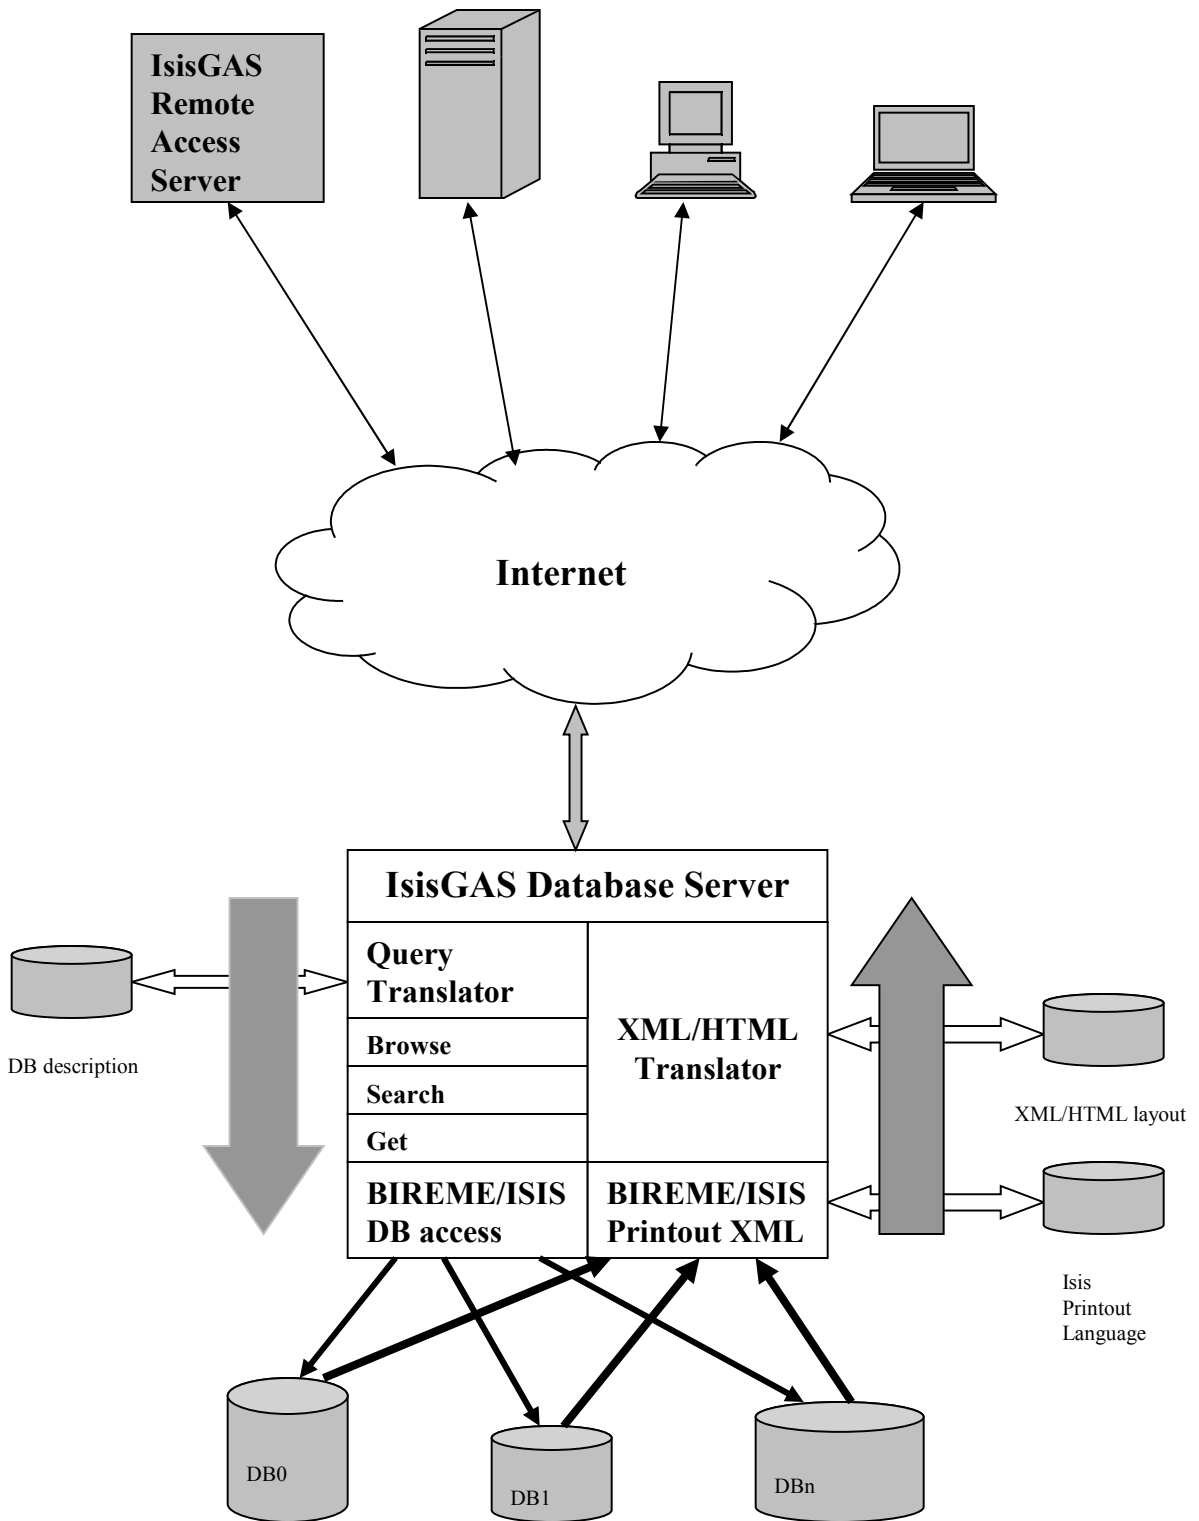 IsisGAS
Remote
Access
Server
Internet
IsisGAS Database Server
Query
Translator
Browse
Search
Get
XML/HTML
Translator
BIREME/ISIS
DB access
BIREME/ISIS
Printout XML
DB description
XML/HTML layout
Isis
Printout
Language
DB0
DB1
DBn